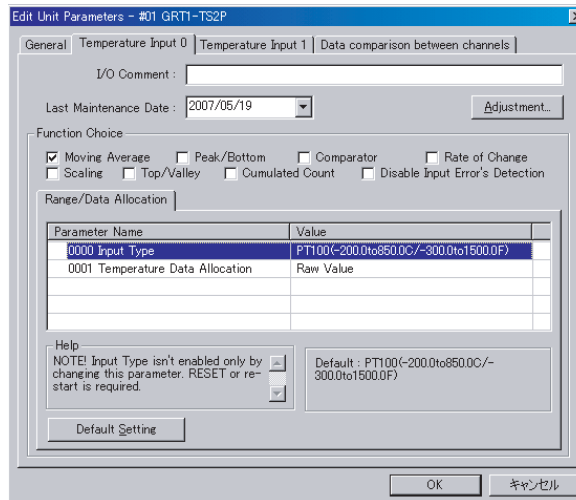 Edit Unit Parameters - #01 GRT1-TS2P
General Temperature Input 0 Temperature Input 1 Data comparison between channels
I/O Comment :
Last Maintenance Date : 2007/05/19 Adjustment...
Function Choice
Moving Average Peak/Bottom Comparator Rate of Change
Scaling Top/Valley Cumulated Count Disable Input Error's Detection
Range/Data Allocation
Parameter Name Value
0000 Input Type PT100(-200.0to850.0C/-300.0to1500.0F)
0001 Temperature Data Allocation Raw Value
Help
NOTE! Input Type isn't enabled only by
changing this parameter. RESET or re-
start is required.
Default : PT100(-200.0to850.0C/-
300.0to1500.0F)
Default Setting
OK キャンセル